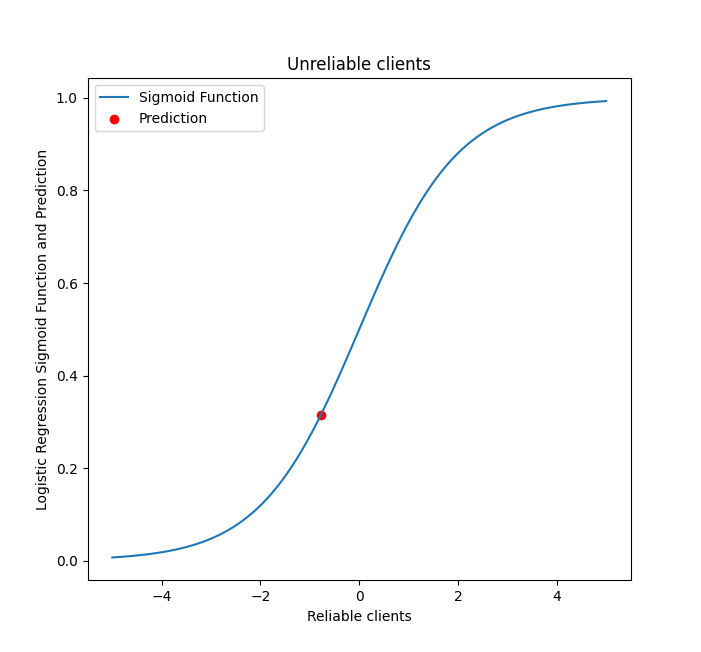 Unreliable clients
Sigmoid Function
Prediction
1.0
0.8
0.6
0.4
0.2
0.0
Logistic Regression Sigmoid Function and Prediction
−4
−2
0
2
4
Reliable clients